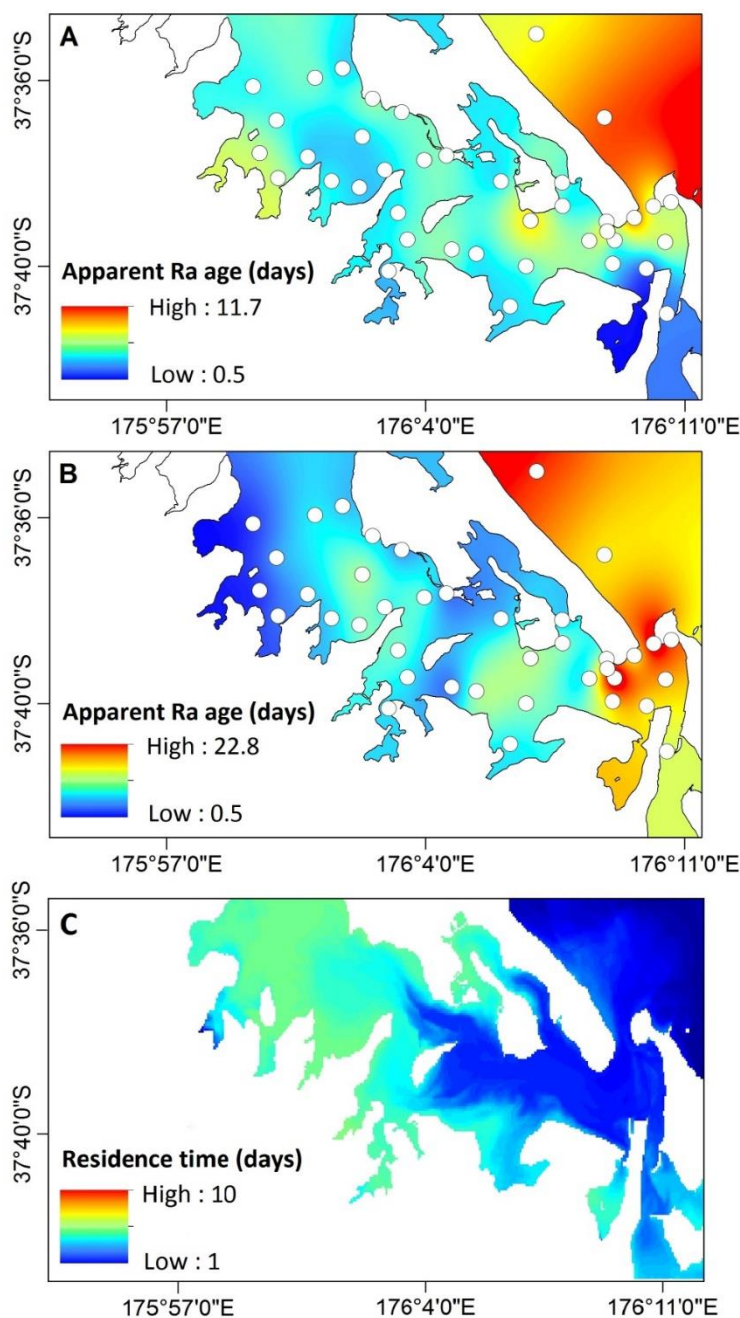 A
37°36'0"S
37°40'0"S
Apparent Ra age (days)
High : 11.7
Low : 0.5
175°57'0"E 176°4'0"E 176°11'0"E
B
37°36'0"S
37°40'0"S
Apparent Ra age (days)
High : 22.8
Low : 0.5
175°57'0"E 176°4'0"E 176°11'0"E
C
37°36'0"S
37°40'0"S
Residence time (days)
High : 10
Low : 1
175°57'0"E 176°4'0"E 176°11'0"E